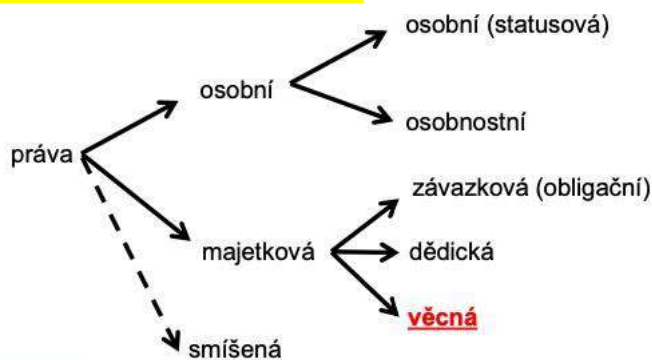 osobní (statusová)
osobní
osobnostní
práva
závazková (obligační)
majetková
dědická
věcná
smíšená